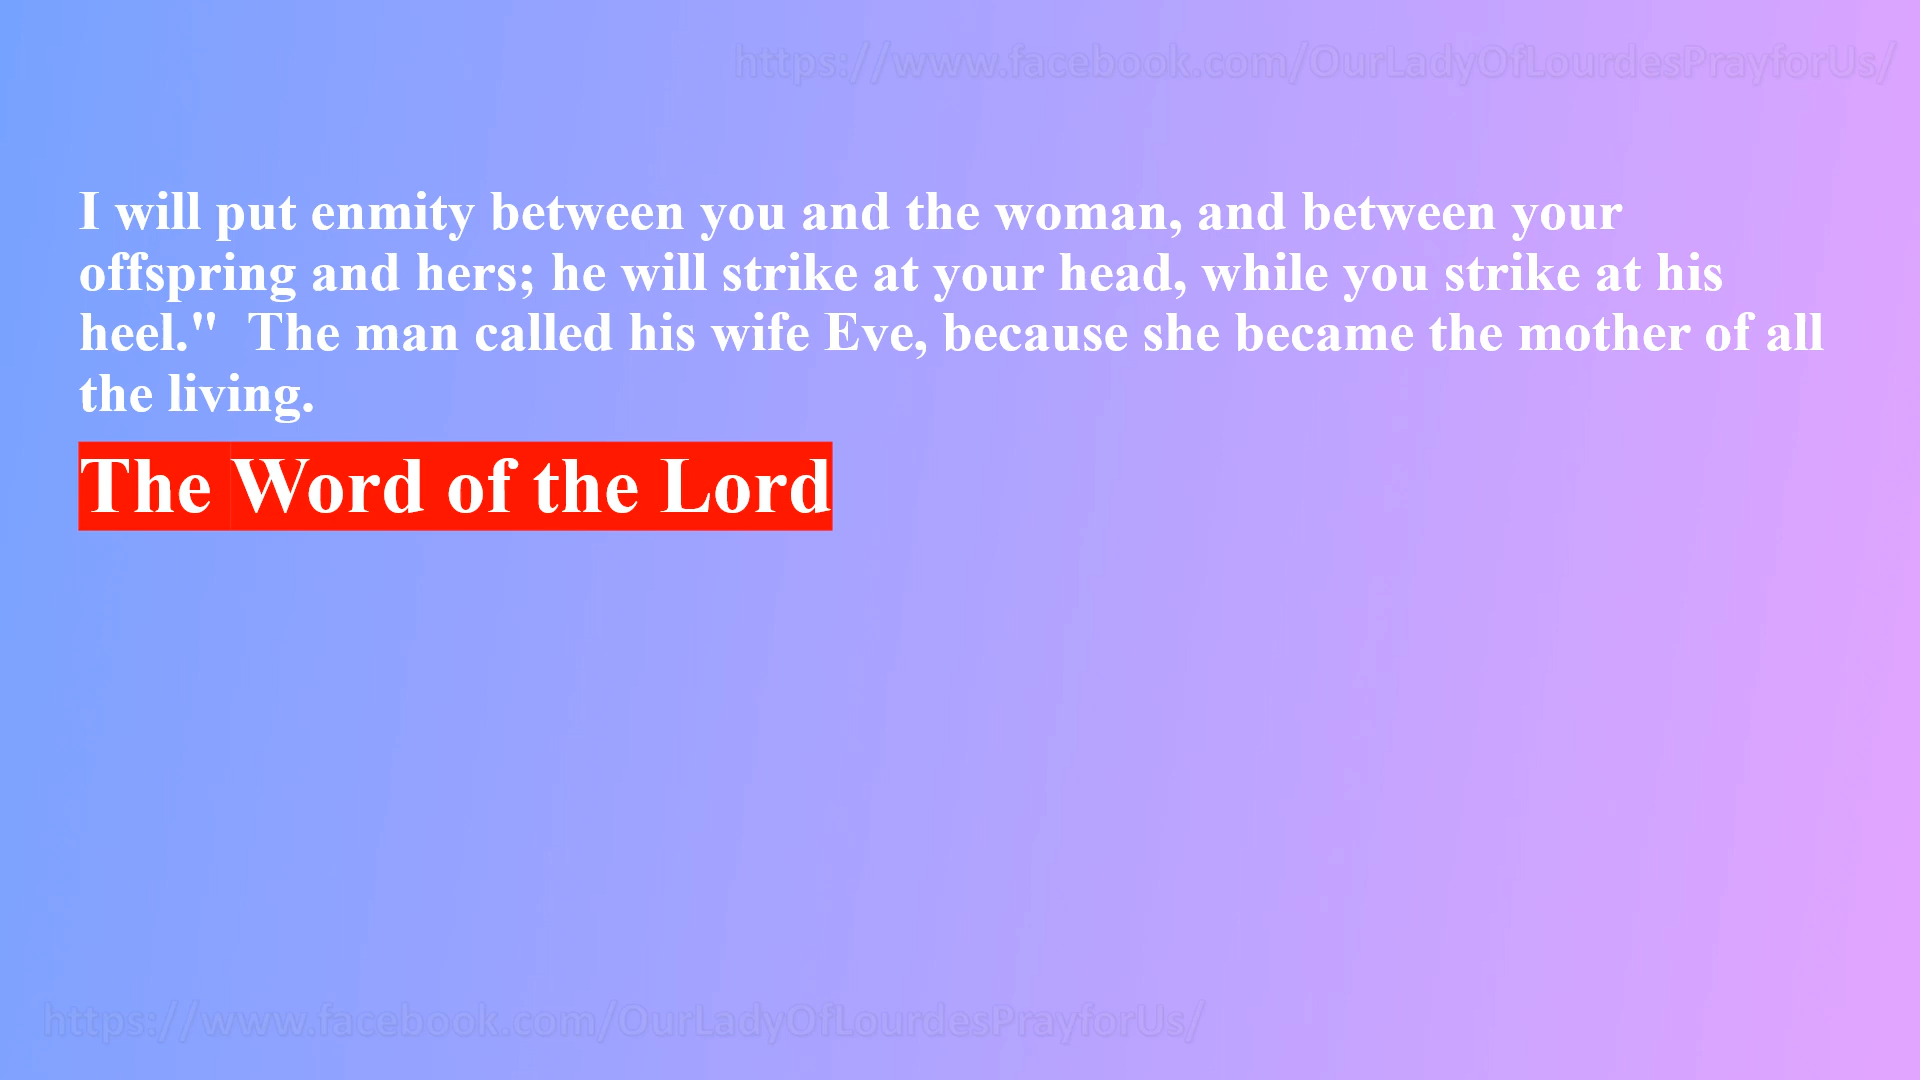 https://www.facebook.com/OurLadyOfLourdesPrayforUs/
I will put enmity between you and the woman, and between your
offspring and hers; he will strike at your head, while you strike at his
heel."  The man called his wife Eve, because she became the mother of all
the living.
The Word of the Lord
https://www.facebook.com/OurLadyOfLourdesPrayforUs/